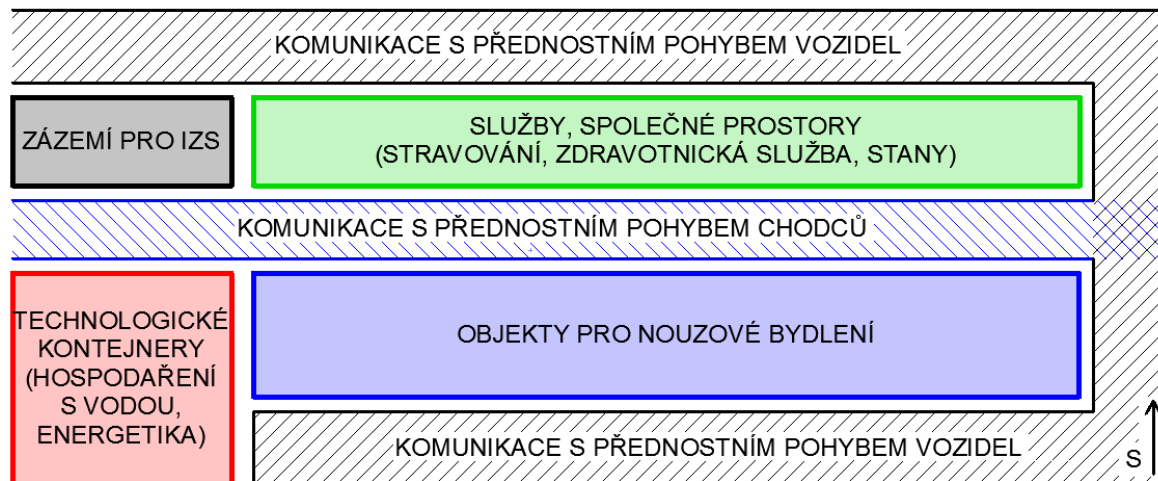 KOMUNIKACE S PŘEDNOSTNÍM POHYBEM VOZIDEL
ZÁZEMÍ PRO IZS
SLUŽBY, SPOLEČNÉ PROSTORY
(STRAVOVÁNÍ, ZDRAVOTNICKÁ SLUŽBA, STANY)
KOMUNIKACE S PŘEDNOSTNÍM POHYBEM CHODCŮ
TECHNOLOGICKÉ
KONTEJNERY
(HOSPODAŘENÍ
S VODOU,
ENERGETIKA)
OBJEKTY PRO NOUZOVÉ BYDLENÍ
KOMUNIKACE S PŘEDNOSTNÍM POHYBEM VOZIDEL
S